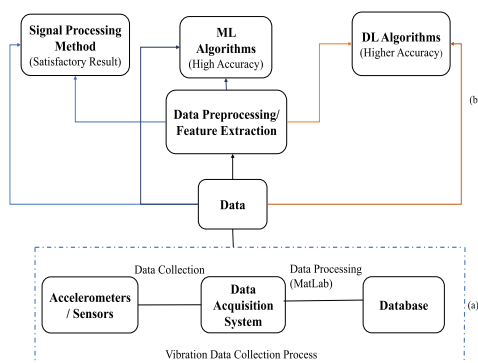 Signal Processing
Method
(Satisfactory Result)
ML
Algorithms
(High Accuracy)
DL Algorithms
(Higher Accuracy)
Data Preprocessing/
Feature Extraction
(b
Data
Data Collection
Data Processing
(MatLab)
Accelerometers
/ Sensors
Data
Acquisition
System
Database
(a)
Vibration Data Collection Process